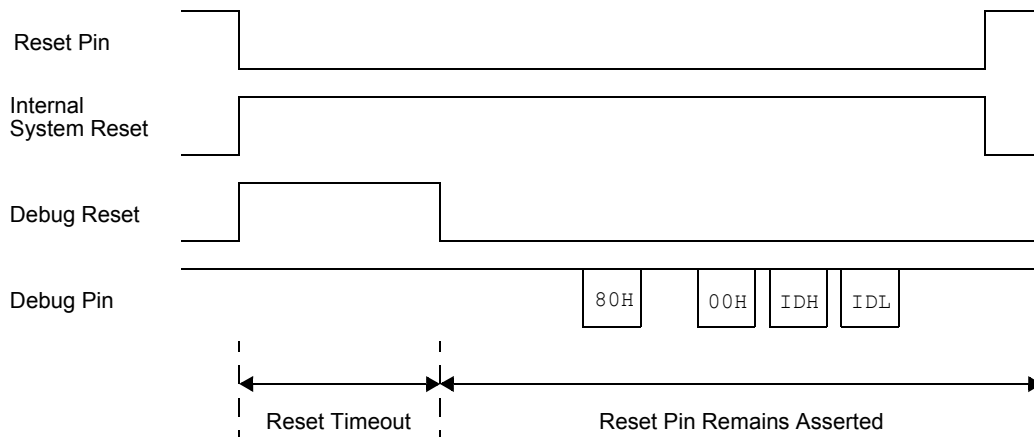 Reset Pin
Internal
System Reset
Debug Reset
Debug Pin
80H 00H IDH IDL
Reset Timeout Reset Pin Remains Asserted